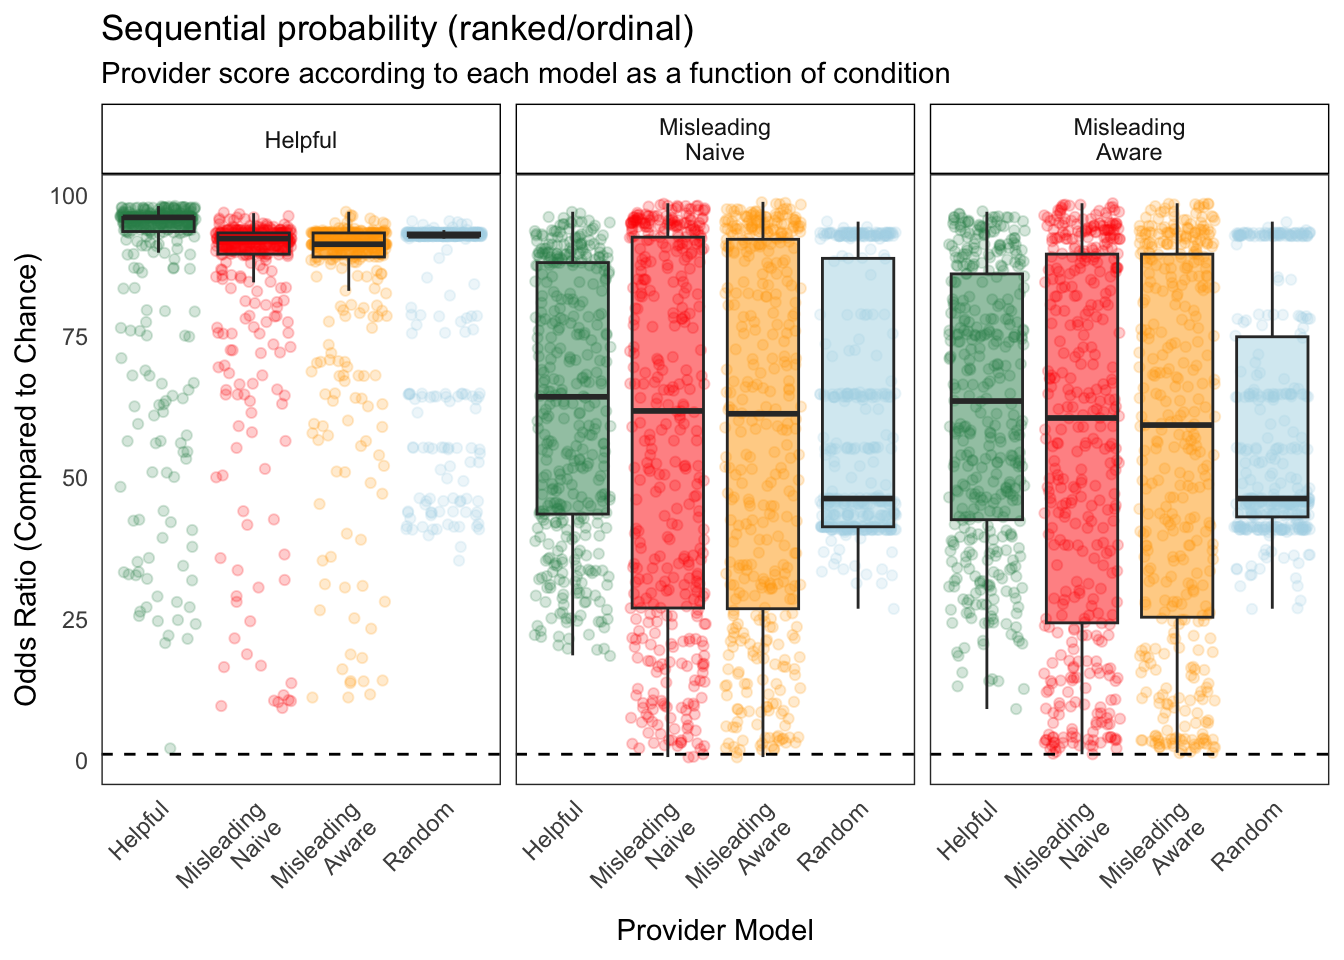 Sequential probability (ranked/ordinal)
Provider score according to each model as a function of condition
Helpful
Misleading
Naive
Misleading
Aware
Odds Ratio (Compared to Chance)
100
75
50
25
0
Helpful
Misleading
Naive
Misleading
Aware
Random
Helpful
Misleading
Naive
Misleading
Aware
Random
Helpful
Misleading
Naive
Misleading
Aware
Random
Provider Model